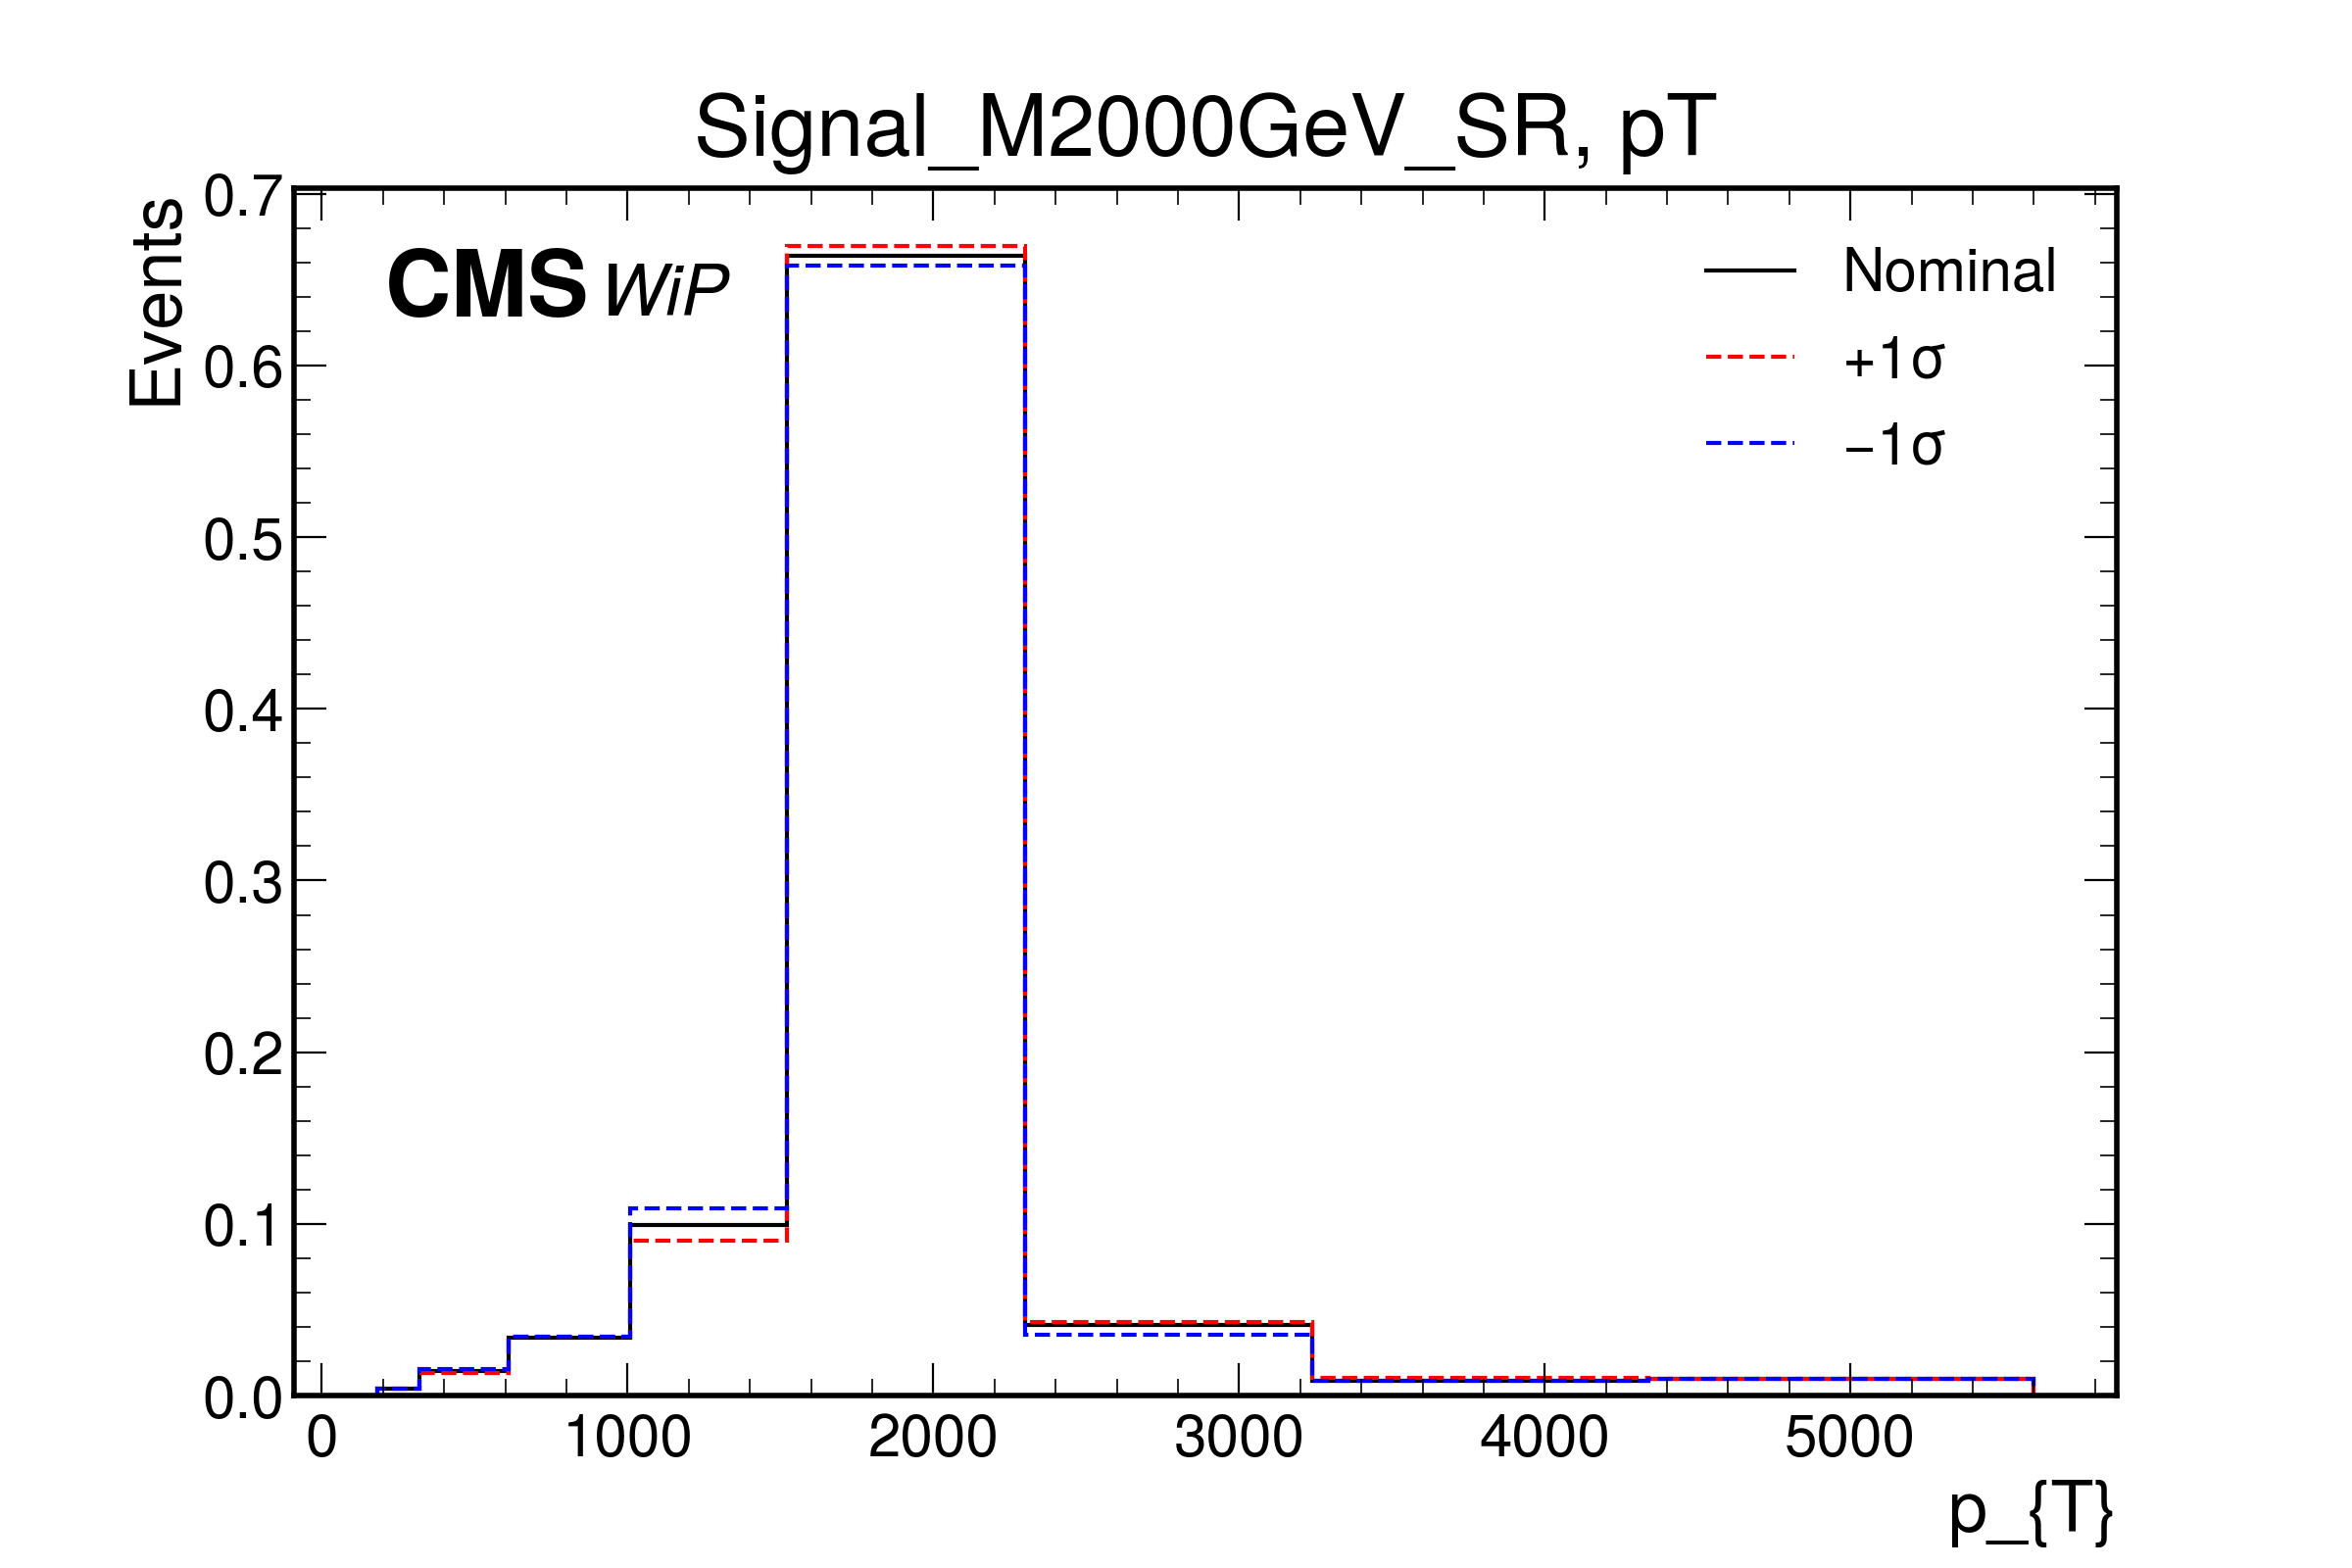 Signal_M2000GeV_SR, pT
Events
CMS WiP
Nominal
+1σ
−1σ
0.7
0.6
0.5
0.4
0.3
0.2
0.1
0.0
0 1000 2000 3000 4000 5000
p_{T}